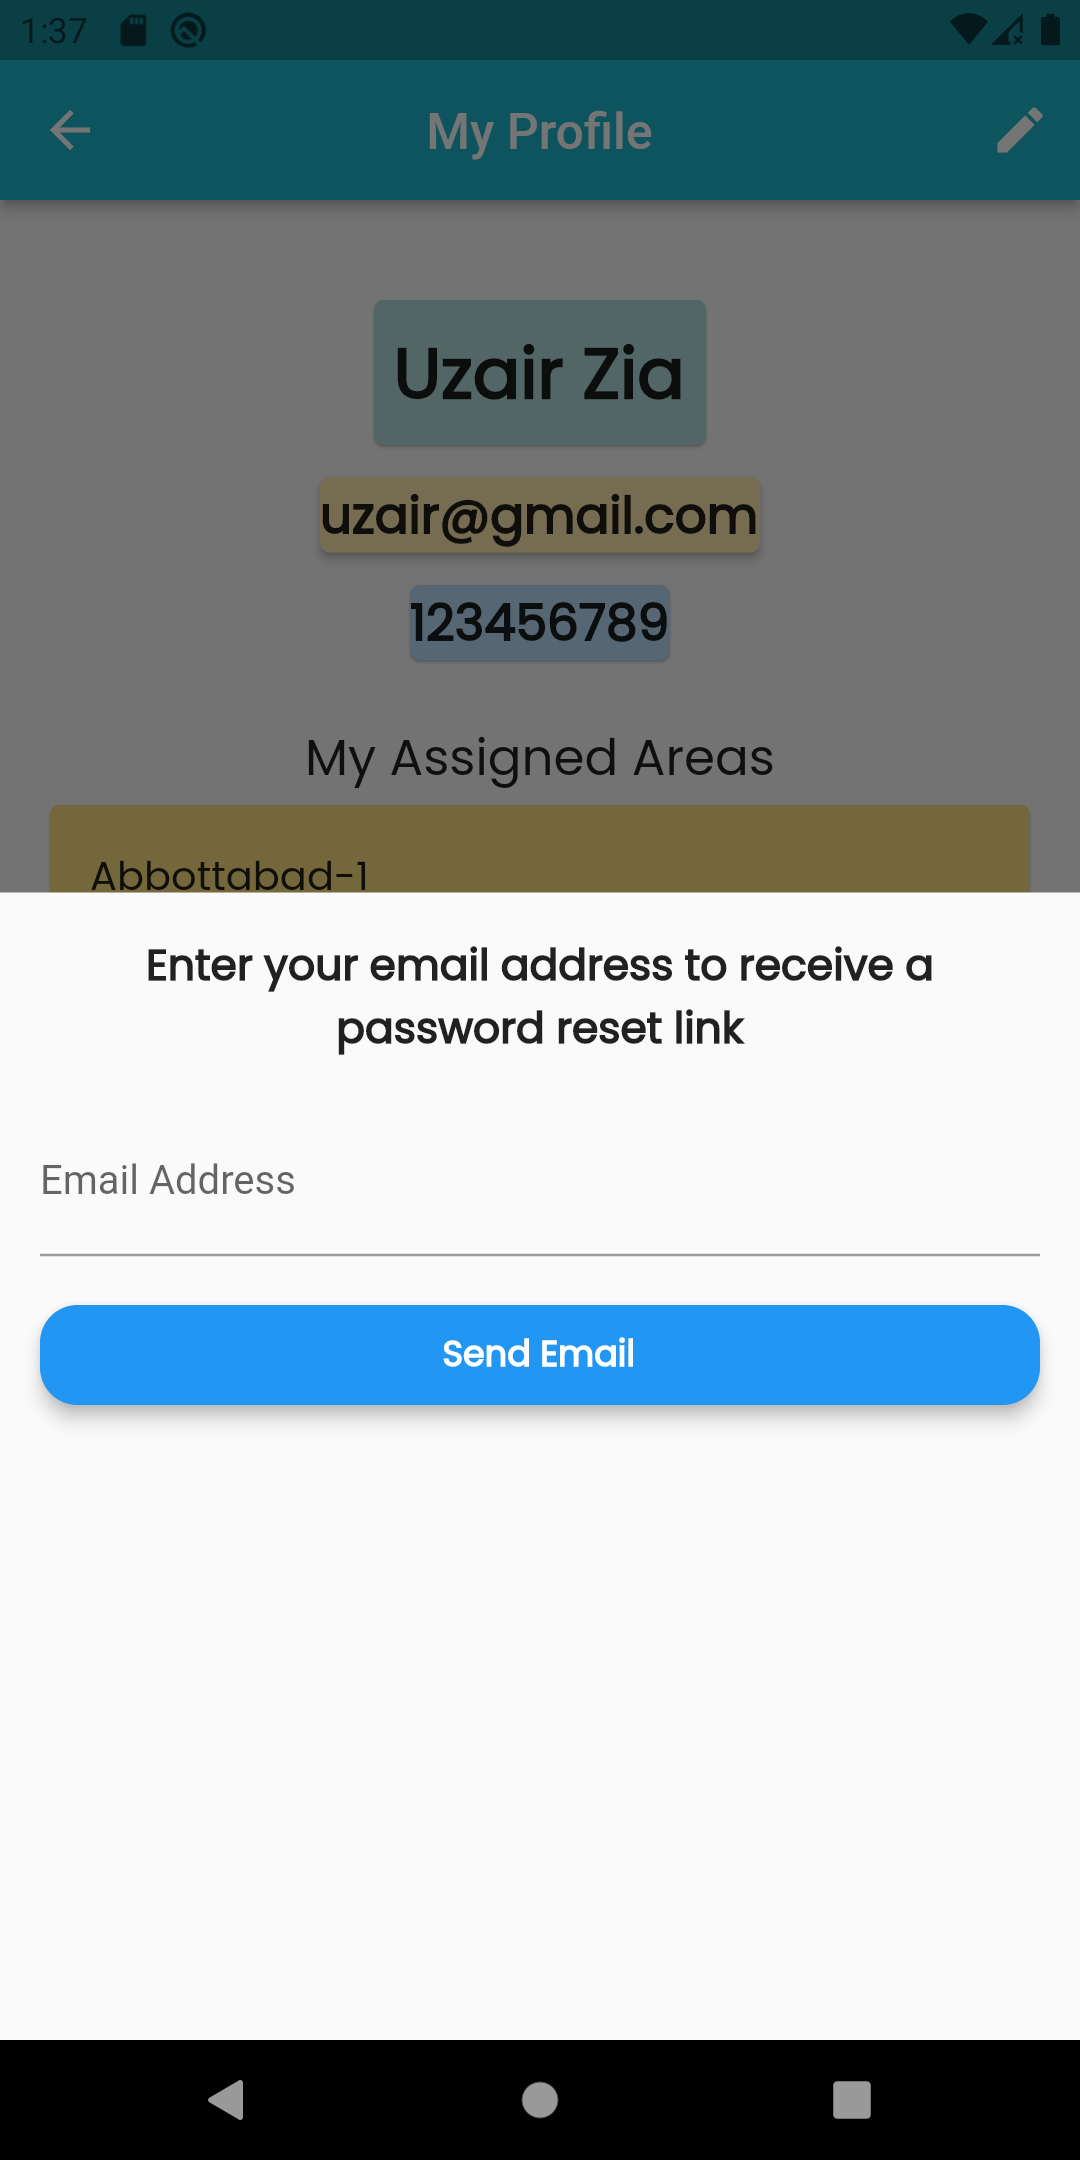 1:37
My Profile
Uzair Zia
uzair@gmail.com
123456789
My Assigned Areas
Abbottabad-1
Enter your email address to receive a
password reset link
Email Address
Send Email